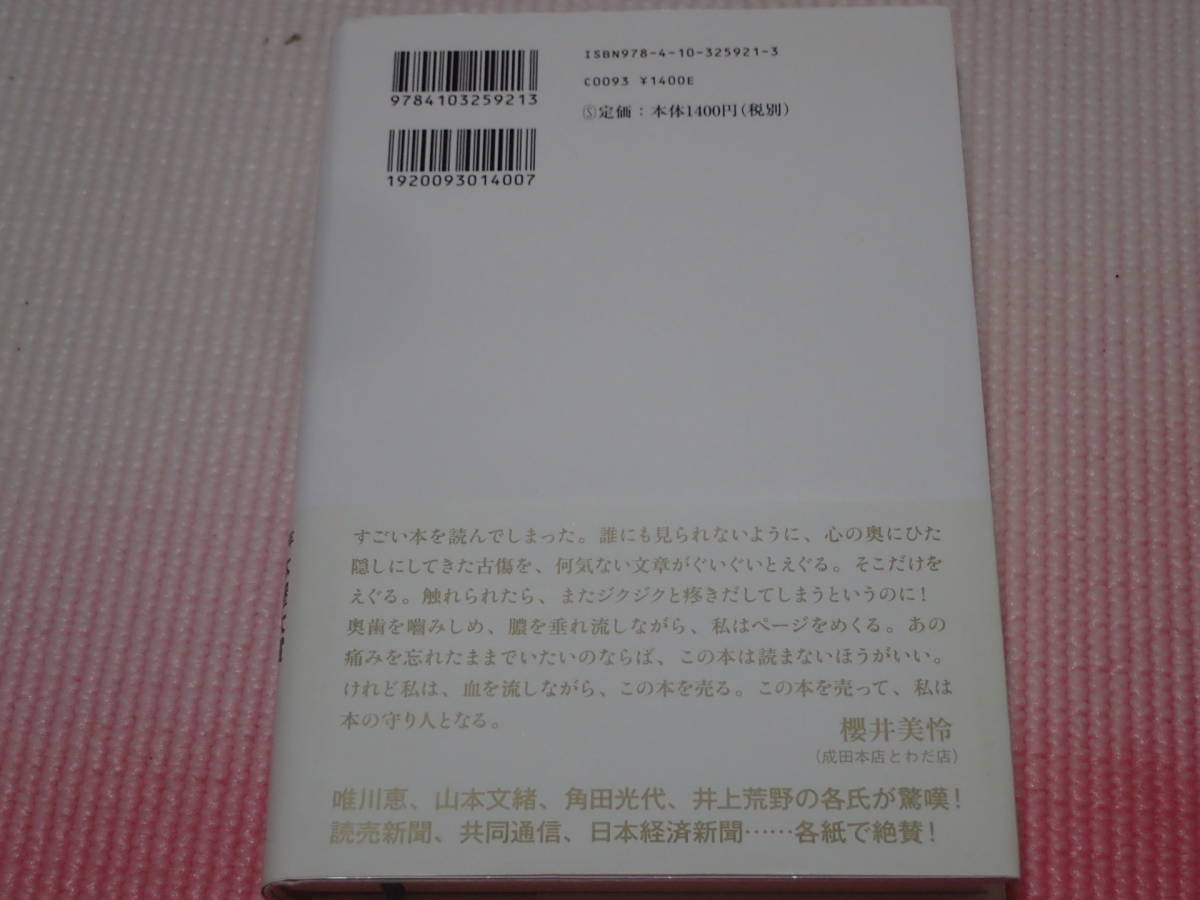 ISBN978-4-10-325921-3
C0093 ¥1400E
Ⓢ定価：本体1400円(税別)
9784103259213
1920093014007
すごい本を読んでしまった。誰にも見られないように、心の奥にひた
隠しにしてきた古傷を、何気ない文章がぐいぐいとえぐる。そこだけを
えぐる。触れられたら、またジクジクと疼きだしてしまうというのに！
奥歯を嚙みしめ、膿を垂れ流しながら、私はページをめくる。あの
痛みを忘れたままでいたいのならば、この本は読まないほうがいい。
けれど私は、血を流しながら、この本を売る。この本を売って、私は
本の守り人となる。
櫻井美怜
(成田本店とわだ店)
唯川恵、山本文緒、角田光代、井上荒野の各氏が驚嘆！
読売新聞、共同通信、日本経済新聞……各紙で絶賛！